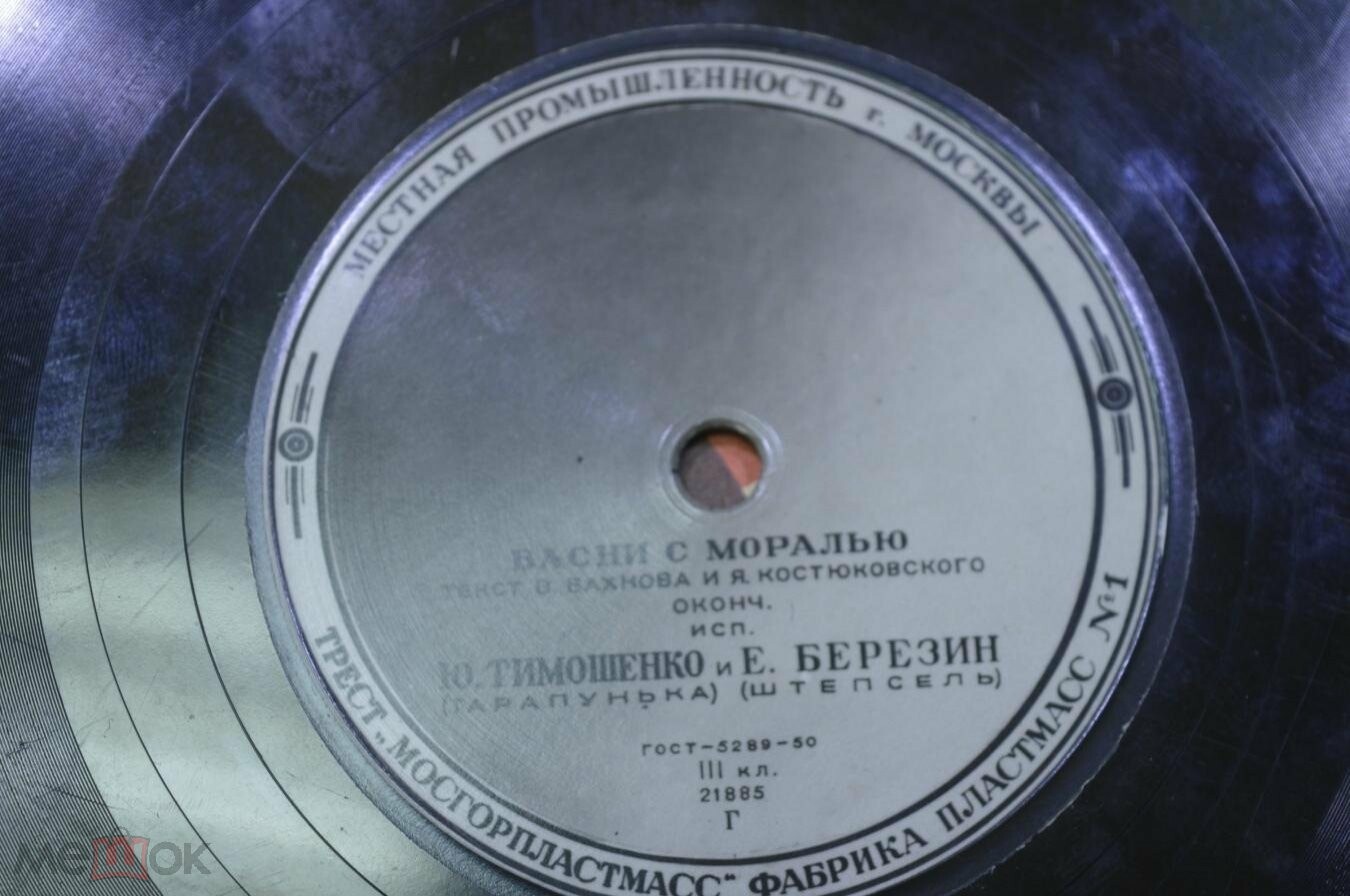 МЕСТНАЯ ПРОМЫШЛЕННОСТЬ г. МОСКВЫ
БАСНИ С МОРАЛЬЮ
ТЕКСТ В. БАХНОВА И Я. КОСТЮКОВСКОГО
ОКОНЧ.
ИСП.
Ю. ТИМОШЕНКО и Е. БЕРЕЗИН
(ТАРАПУНЬКА) (ШТЕПСЕЛЬ)
ГОСТ-5289-50
III КЛ.
21885
Г
ТРЕСТ „МОСГОРПЛАСТМАСС" ФАБРИКА ПЛАСТМАСС №1
мешок